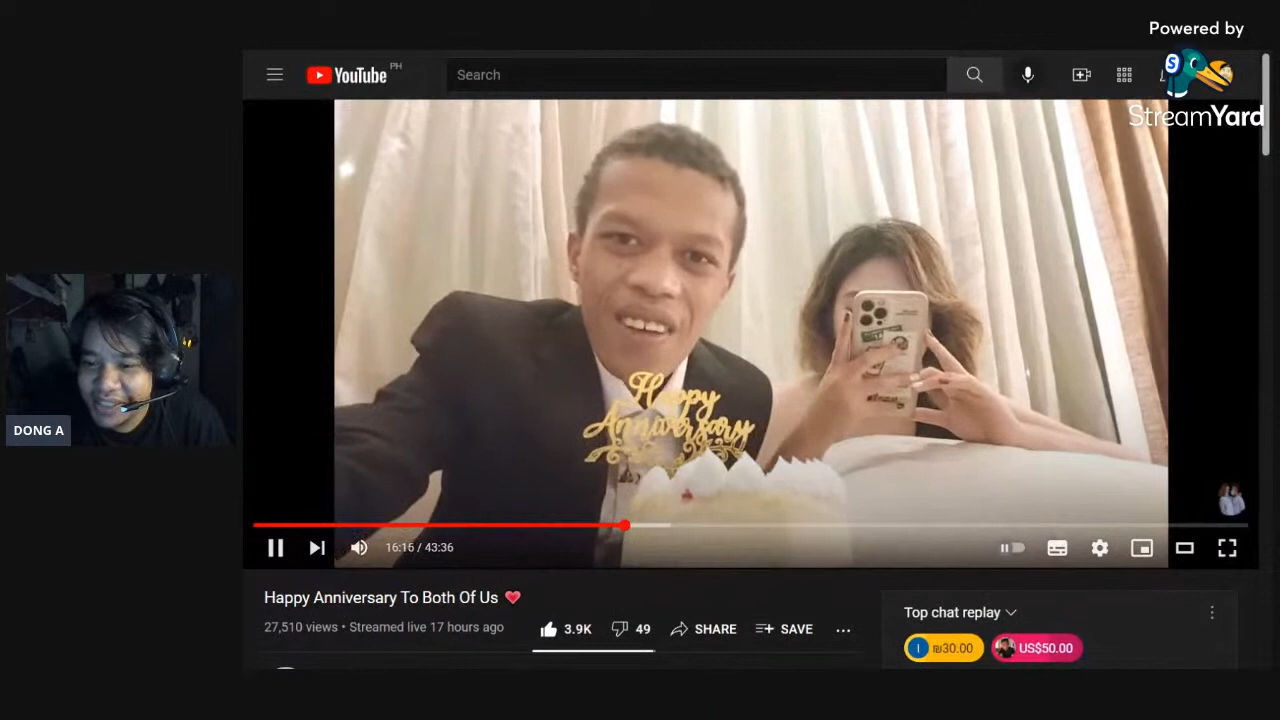 Powered by
StreamYard
YouTube PH
Search
Happy
Anniversary
DONG A
16:16 / 43:36
Happy Anniversary To Both Of Us
27,510 views • Streamed live 17 hours ago
3.9K
49
SHARE
SAVE
Top chat replay
I
₪30.00
US$50.00